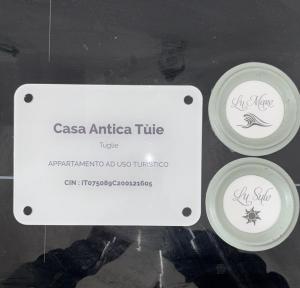 Casa Antica Tùie
Tuglie
APPARTAMENTO AD USO TURISTICO
CIN : IT075089C200121605
Lu Mare
Lu Sule